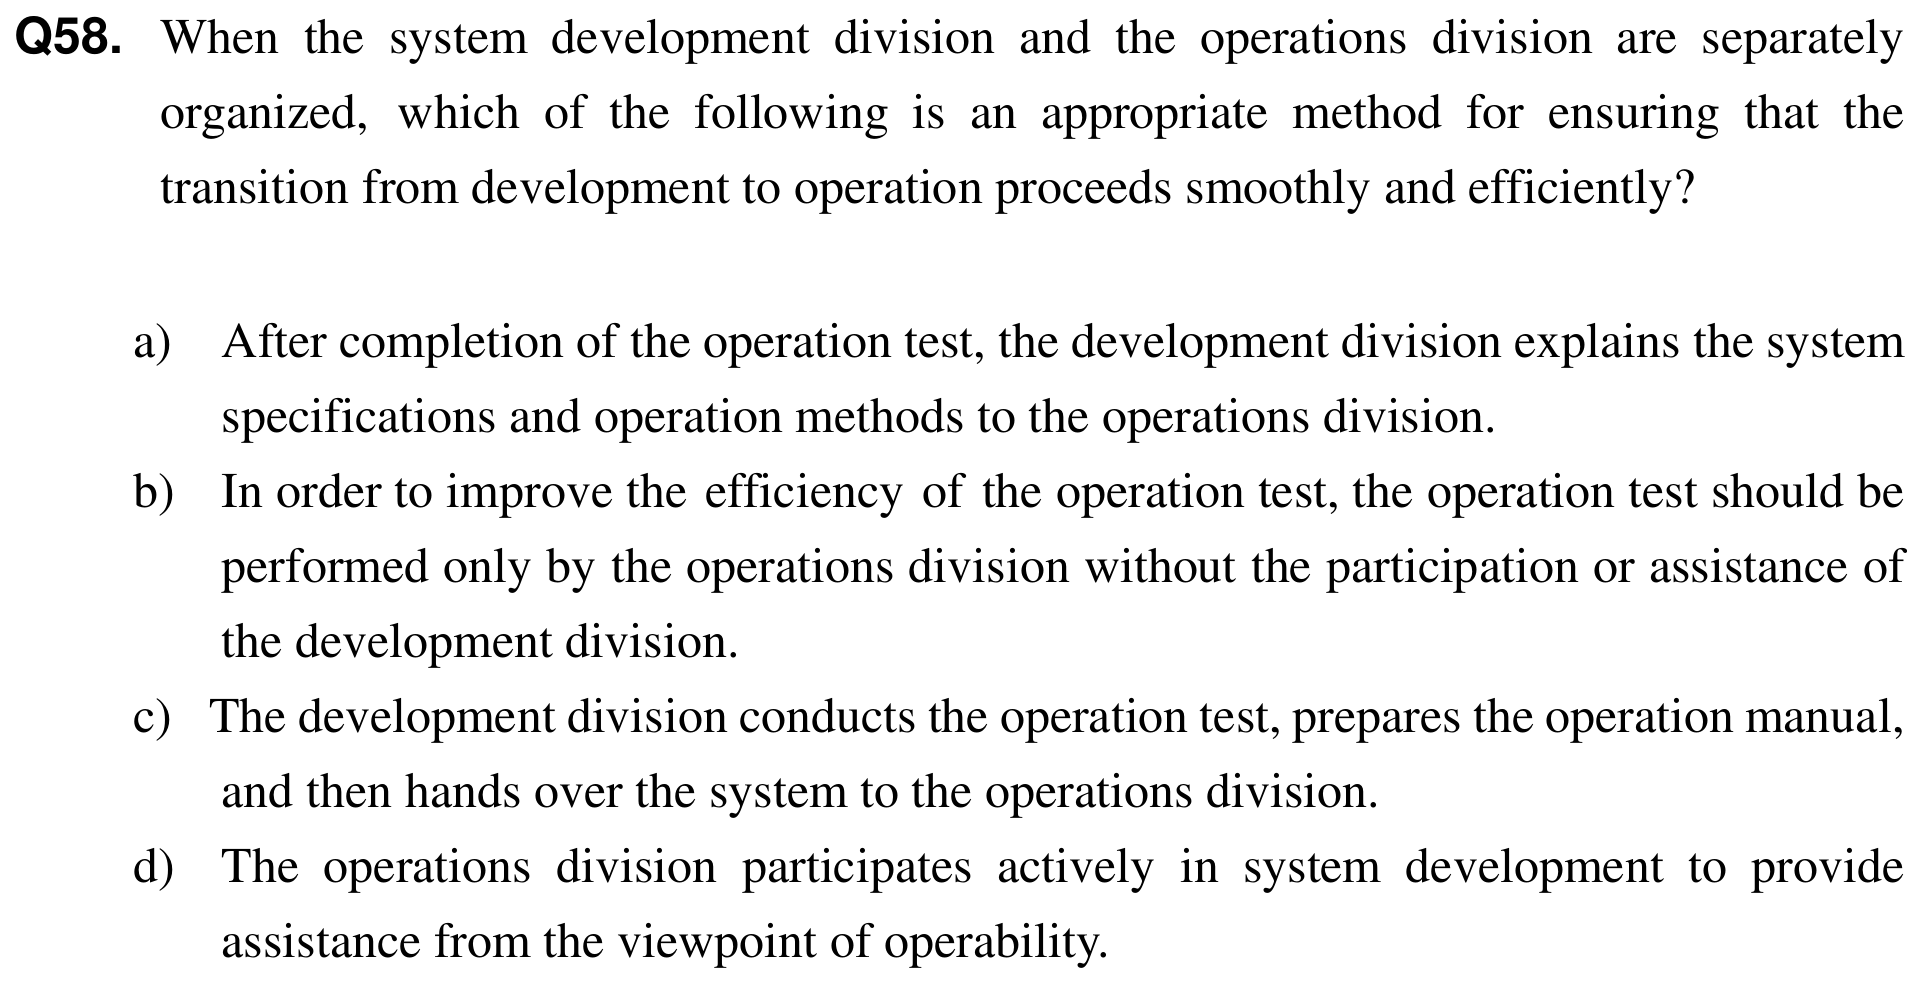 Q58. When the system development division and the operations division are separately
organized, which of the following is an appropriate method for ensuring that the
transition from development to operation proceeds smoothly and efficiently?
a) After completion of the operation test, the development division explains the system
specifications and operation methods to the operations division.
b) In order to improve the efficiency of the operation test, the operation test should be
performed only by the operations division without the participation or assistance of
the development division.
c) The development division conducts the operation test, prepares the operation manual,
and then hands over the system to the operations division.
d) The operations division participates actively in system development to provide
assistance from the viewpoint of operability.